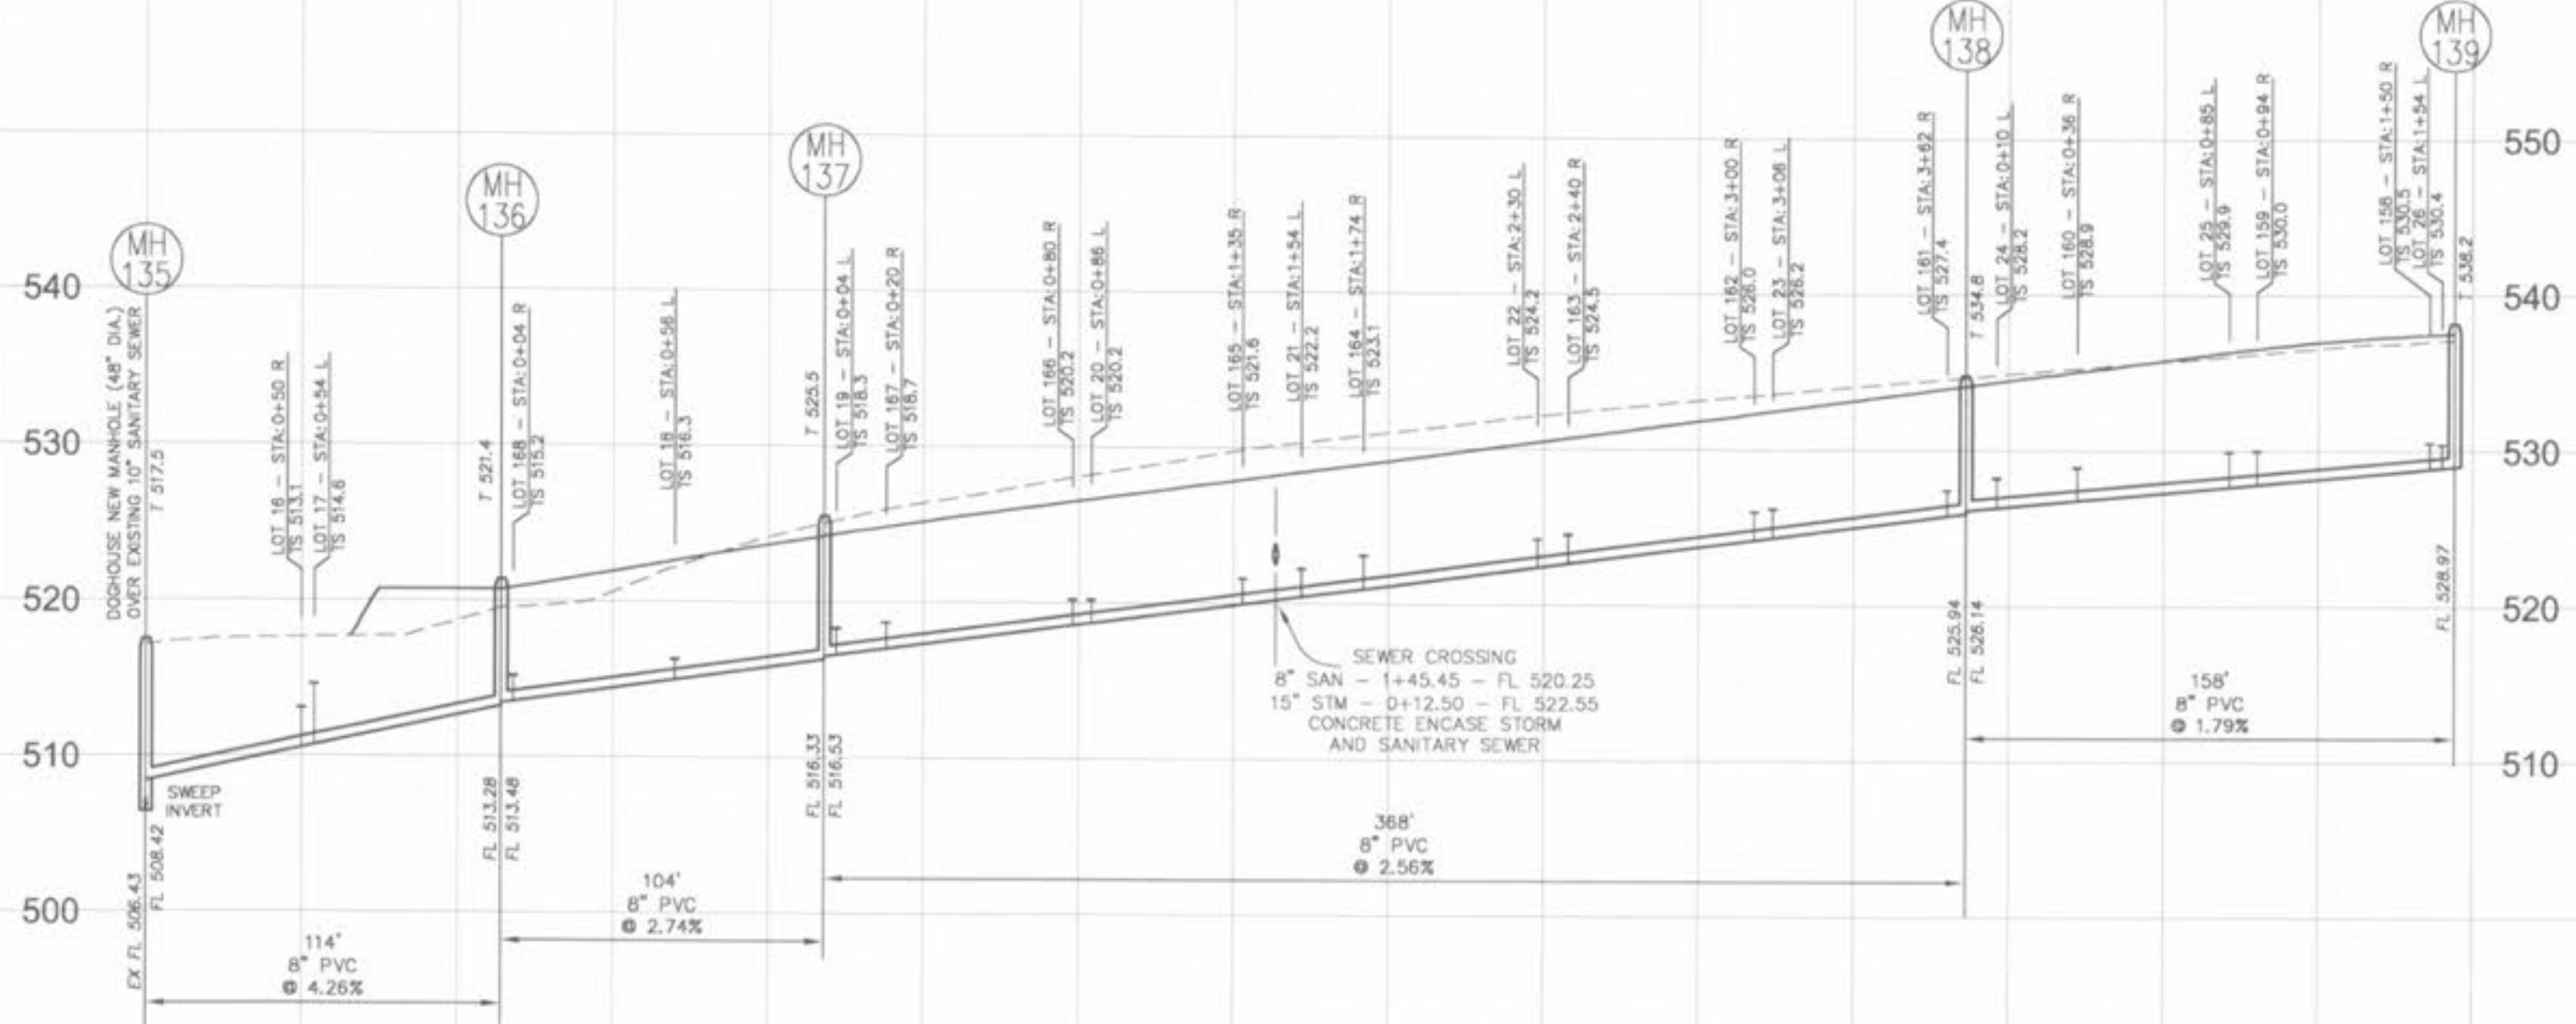 MH
135
MH
136
MH
137
MH
138
MH
139
540
530
520
510
500
550
540
530
520
510
DOGHOUSE NEW MANHOLE (48" DIA.)
OVER EXISTING 10" SANITARY SEWER
T 517.5
LOT 16 - STA:0+50 R
TS 513.1
LOT 17 - STA:0+54 L
TS 514.6
T 521.4
LOT 168 - STA:0+04 R
TS 515.2
LOT 18 - STA:0+56 L
TS 516.3
T 525.5
LOT 19 - STA:0+04 L
TS 518.3
LOT 167 - STA:0+20 R
TS 518.7
LOT 166 - STA:0+80 R
TS 520.2
LOT 20 - STA:0+86 L
TS 520.2
LOT 165 - STA:1+35 R
TS 521.6
LOT 21 - STA:1+54 L
TS 522.2
LOT 164 - STA:1+74 R
TS 523.1
LOT 22 - STA:2+30 L
TS 524.2
LOT 163 - STA:2+40 R
TS 524.5
LOT 162 - STA:3+00 R
TS 526.0
LOT 23 - STA:3+06 L
TS 526.2
LOT 161 - STA:3+62 R
TS 527.4
T 534.8
LOT 24 - STA:0+10 L
TS 528.2
LOT 160 - STA:0+36 R
TS 528.9
LOT 25 - STA:0+85 L
TS 529.9
LOT 159 - STA:0+94 R
TS 530.0
LOT 158 - STA:1+50 R
TS 530.5
LOT 26 - STA:1+54 L
TS 530.4
T 538.2
SWEEP
INVERT
EX FL 506.43
FL 508.42
FL 513.28
FL 513.48
FL 516.33
FL 516.53
FL 525.94
FL 526.14
FL 528.97
SEWER CROSSING
8" SAN - 1+45.45 - FL 520.25
15" STM - 0+12.50 - FL 522.55
CONCRETE ENCASE STORM
AND SANITARY SEWER
114'
8" PVC
@ 4.26%
104'
8" PVC
@ 2.74%
368'
8" PVC
@ 2.56%
158'
8" PVC
@ 1.79%